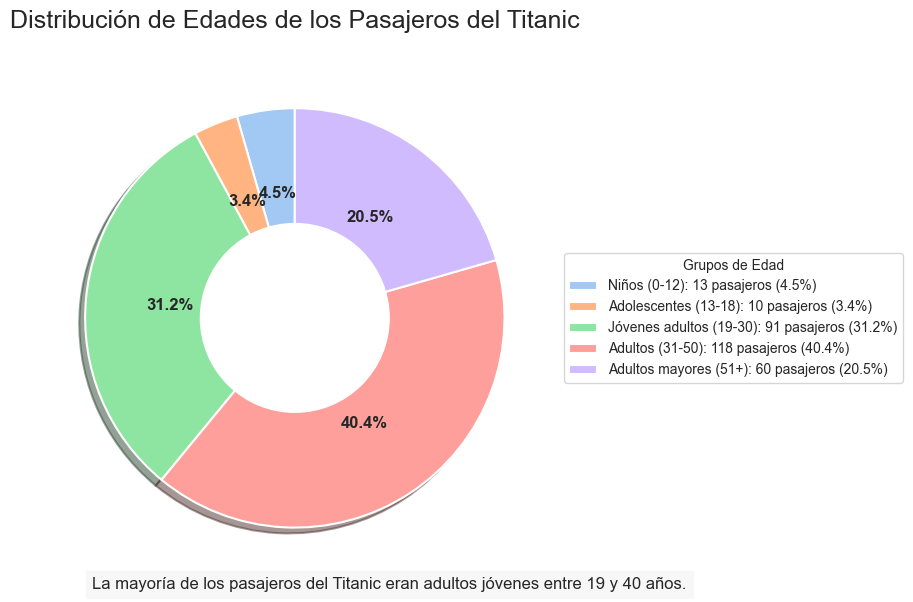 Distribución de Edades de los Pasajeros del Titanic
4.5%
3.4%
20.5%
31.2%
40.4%
Grupos de Edad
Niños (0-12): 13 pasajeros (4.5%)
Adolescentes (13-18): 10 pasajeros (3.4%)
Jóvenes adultos (19-30): 91 pasajeros (31.2%)
Adultos (31-50): 118 pasajeros (40.4%)
Adultos mayores (51+): 60 pasajeros (20.5%)
La mayoría de los pasajeros del Titanic eran adultos jóvenes entre 19 y 40 años.